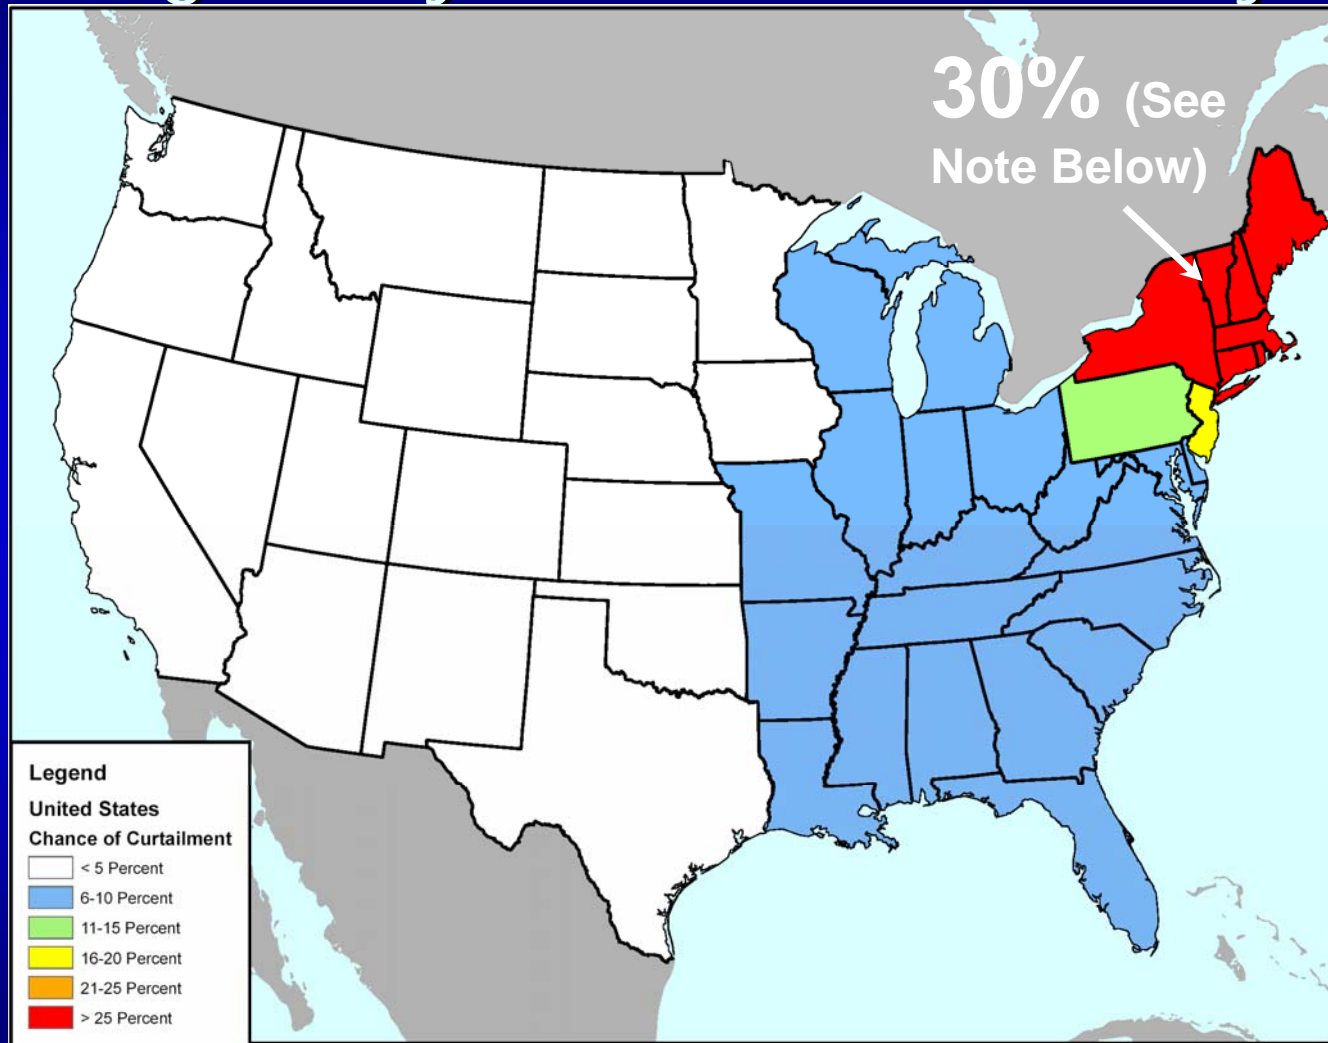 30% (See
Note Below)
Legend
United States
Chance of Curtailment
< 5 Percent
6-10 Percent
11-15 Percent
16-20 Percent
21-25 Percent
> 25 Percent